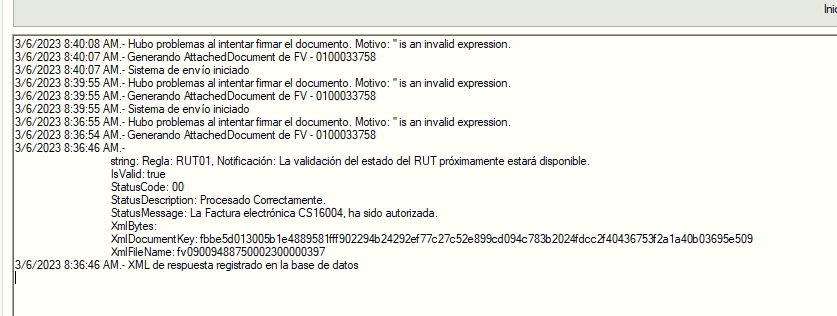 Inic
3/6/2023 8:40:08 AM.- Hubo problemas al intentar firmar el documento. Motivo: '' is an invalid expression.
3/6/2023 8:40:07 AM.- Generando AttachedDocument de FV - 0100033758
3/6/2023 8:40:07 AM.- Sistema de envío iniciado
3/6/2023 8:39:55 AM.- Hubo problemas al intentar firmar el documento. Motivo: '' is an invalid expression.
3/6/2023 8:39:55 AM.- Generando AttachedDocument de FV - 0100033758
3/6/2023 8:39:55 AM.- Sistema de envío iniciado
3/6/2023 8:36:55 AM.- Hubo problemas al intentar firmar el documento. Motivo: '' is an invalid expression.
3/6/2023 8:36:54 AM.- Generando AttachedDocument de FV - 0100033758
3/6/2023 8:36:46 AM.-
string: Regla: RUT01, Notificación: La validación del estado del RUT próximamente estará disponible.
IsValid: true
StatusCode: 00
StatusDescription: Procesado Correctamente.
StatusMessage: La Factura electrónica CS16004, ha sido autorizada.
XmlBytes:
XmlDocumentKey: fbbe5d013005b1e4889581fff902294b24292ef77c27c52e899cd094c783b2024fdcc2f40436753f2a1a40b03695e509
XmlFileName: fv09009488750002300000397
3/6/2023 8:36:46 AM.- XML de respuesta registrado en la base de datos